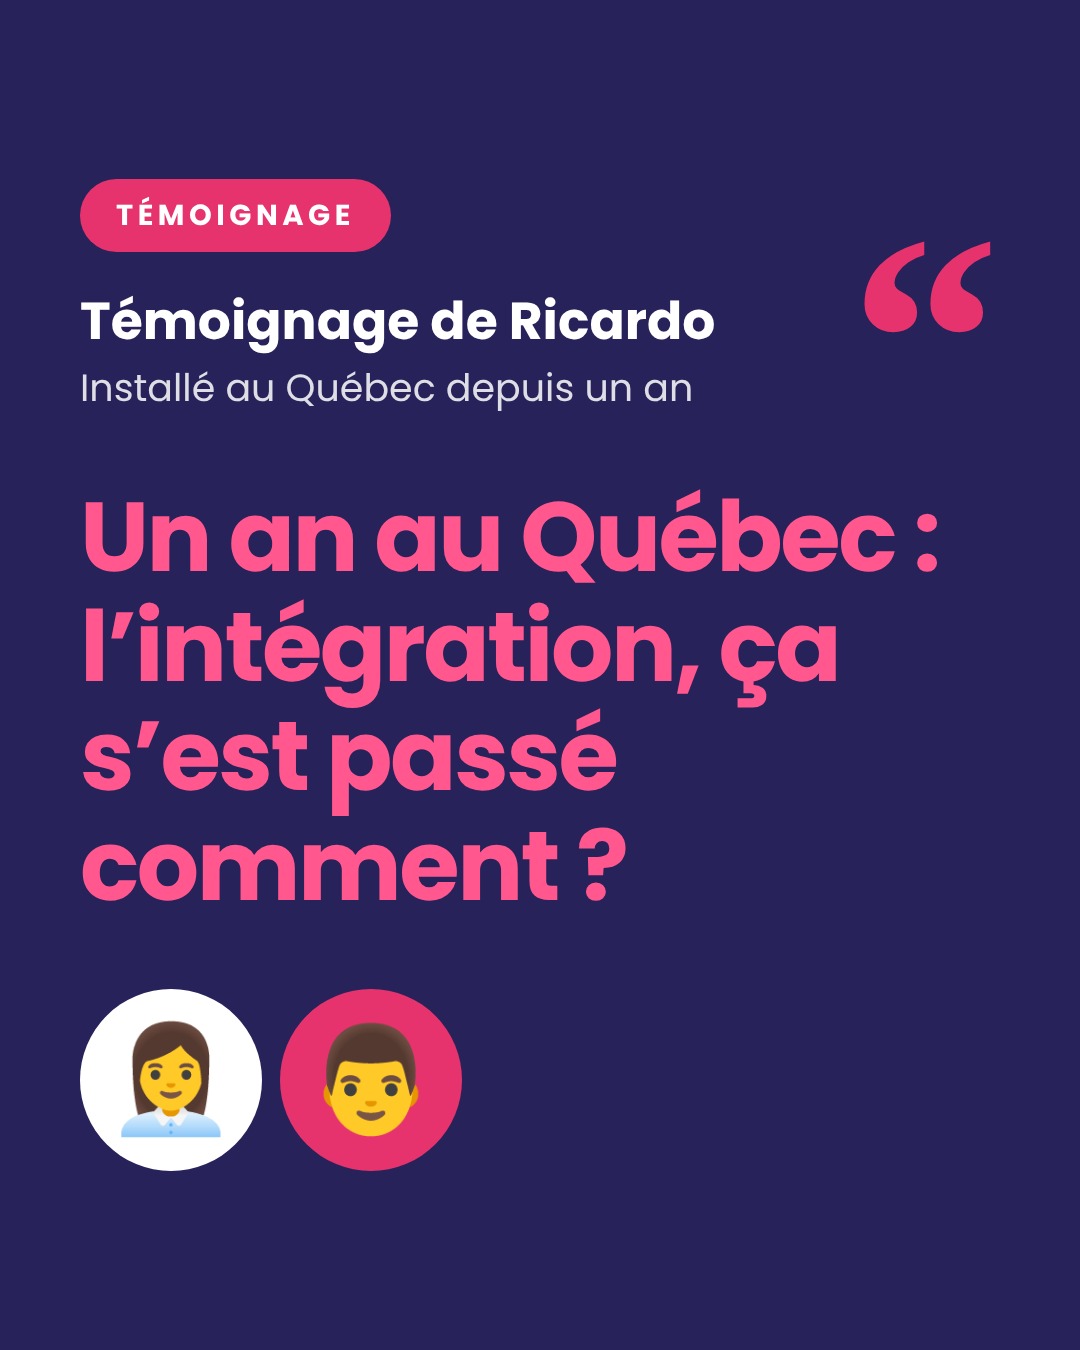 TÉMOIGNAGE
Témoignage de Ricardo
“
Installé au Québec depuis un an
Un an au Québec :
l’intégration, ça
s’est passé
comment ?